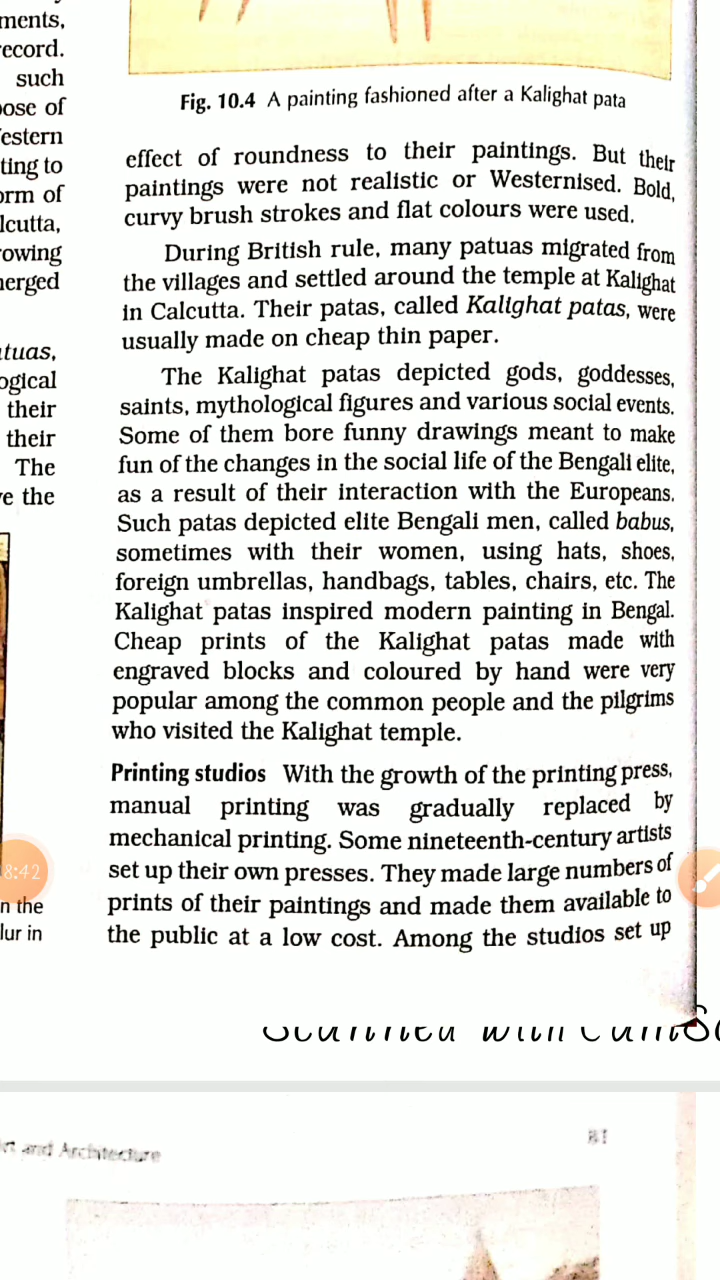 ments,
ecord.
such
ose of
estern
ting to
orm of
lcutta,
owing
nerged
tuas,
ogical
their
their
The
e the
8:42
n the
lur in
Fig. 10.4 A painting fashioned after a Kalighat pata
effect of roundness to their paintings. But their
paintings were not realistic or Westernised. Bold,
curvy brush strokes and flat colours were used.
During British rule, many patuas migrated from
the villages and settled around the temple at Kalighat
in Calcutta. Their patas, called Kalighat patas, were
usually made on cheap thin paper.
The Kalighat patas depicted gods, goddesses,
saints, mythological figures and various social events.
Some of them bore funny drawings meant to make
fun of the changes in the social life of the Bengali elite,
as a result of their interaction with the Europeans.
Such patas depicted elite Bengali men, called babus,
sometimes with their women, using hats, shoes,
foreign umbrellas, handbags, tables, chairs, etc. The
Kalighat patas inspired modern painting in Bengal.
Cheap prints of the Kalighat patas made with
engraved blocks and coloured by hand were very
popular among the common people and the pilgrims
who visited the Kalighat temple.
Printing studios With the growth of the printing press,
manual printing was gradually replaced by
mechanical printing. Some nineteenth-century artists
set up their own presses. They made large numbers of
prints of their paintings and made them available to
the public at a low cost. Among the studios set up
Scanned with CamSc
rt and Architecture
81